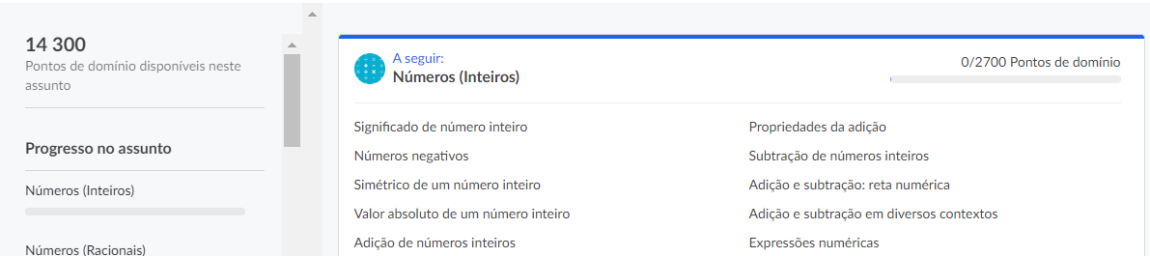 14 300
Pontos de domínio disponíveis neste
assunto
Progresso no assunto
Números (Inteiros)
Números (Racionais)
A seguir:
Números (Inteiros)
0/2700 Pontos de domínio
Significado de número inteiro
Números negativos
Simétrico de um número inteiro
Valor absoluto de um número inteiro
Adição de números inteiros
Propriedades da adição
Subtração de números inteiros
Adição e subtração: reta numérica
Adição e subtração em diversos contextos
Expressões numéricas